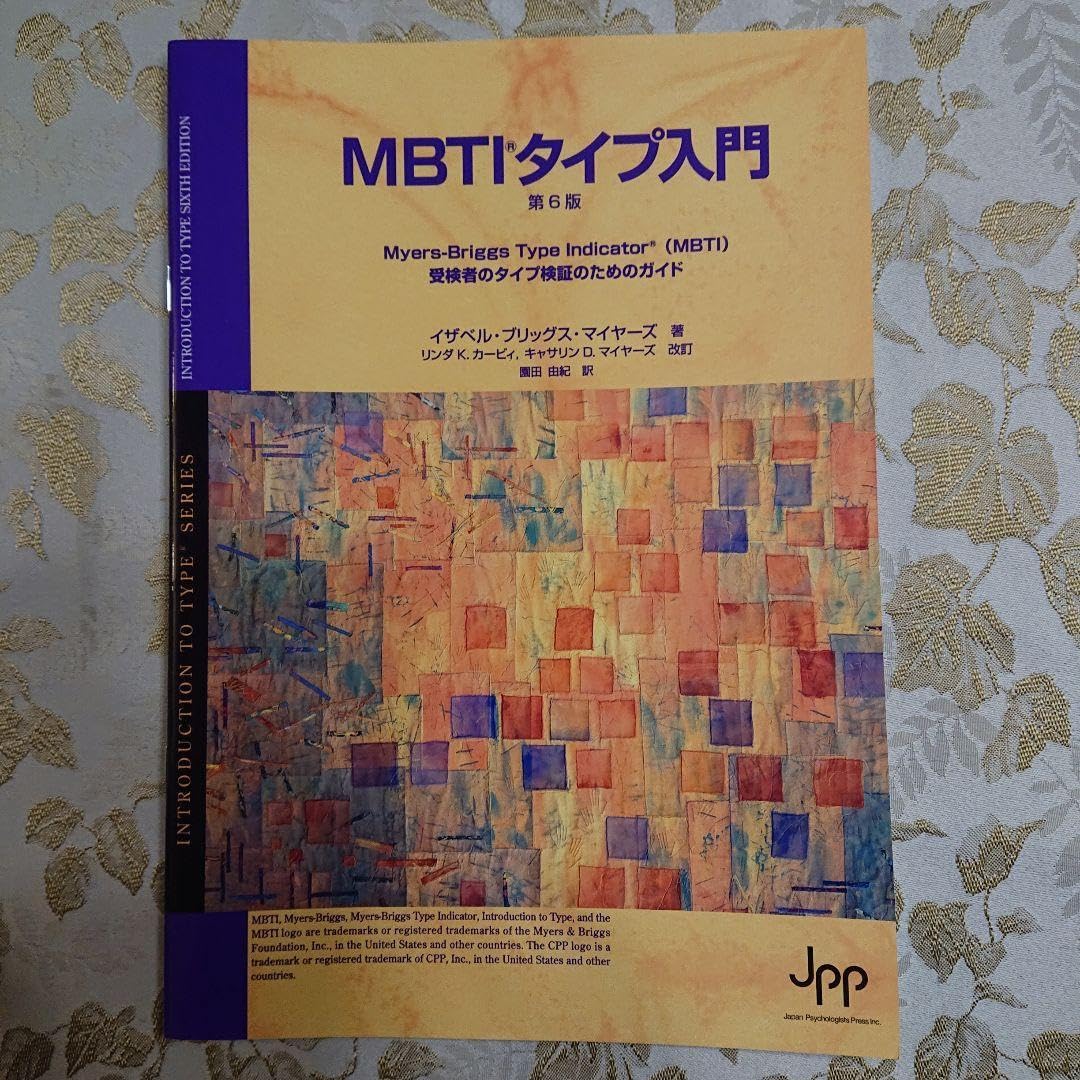 MBTI®タイプ入門
第6版
Myers-Briggs Type Indicator®（MBTI）
受検者のタイプ検証のためのガイド
イザベル・ブリッグス・マイヤーズ 著
リンダ K. カービィ, キャサリン D. マイヤーズ 改訂
園田 由紀 訳
INTRODUCTION TO TYPE SIXTH EDITION
INTRODUCTION TO TYPE® SERIES
MBTI, Myers-Briggs, Myers-Briggs Type Indicator, Introduction to Type, and the
MBTI logo are trademarks or registered trademarks of the Myers & Briggs
Foundation, Inc., in the United States and other countries. The CPP logo is a
trademark or registered trademark of CPP, Inc., in the United States and other
countries.
Jpp
Japan Psychologists Press Inc.